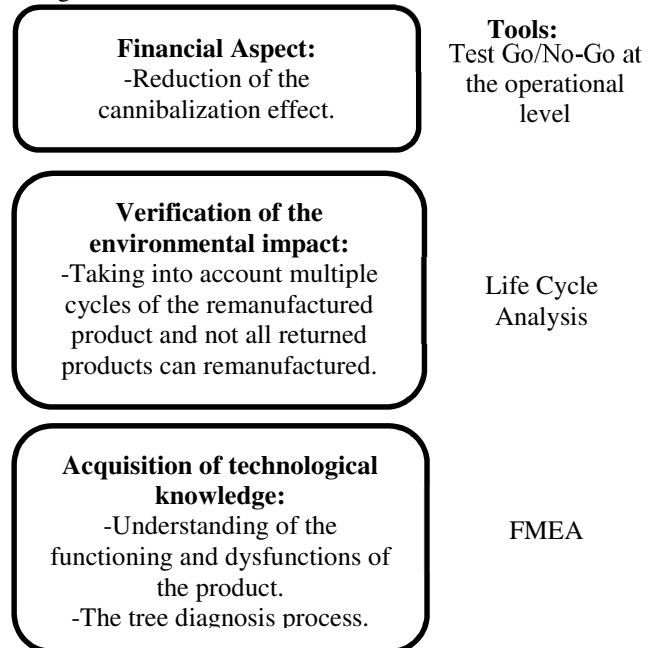 Financial Aspect:
-Reduction of the
cannibalization effect.
Tools:
Test Go/No-Go at
the operational
level
Verification of the
environmental impact:
-Taking into account multiple
cycles of the remanufactured
product and not all returned
products can remanufactured.
Life Cycle
Analysis
Acquisition of technological
knowledge:
-Understanding of the
functioning and dysfunctions of
the product.
-The tree diagnosis process.
FMEA